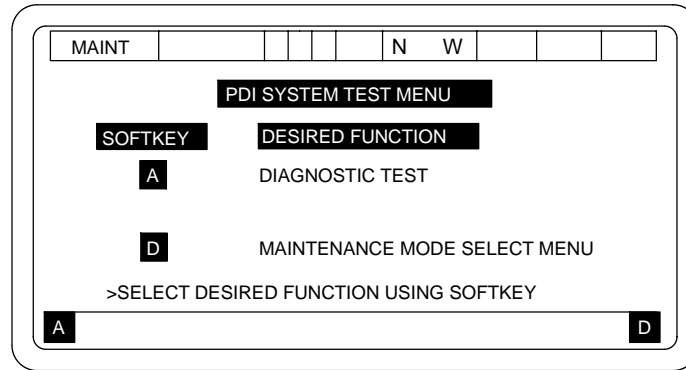 MAINT N W
PDI SYSTEM TEST MENU
SOFTKEY DESIRED FUNCTION
A DIAGNOSTIC TEST
D MAINTENANCE MODE SELECT MENU
>SELECT DESIRED FUNCTION USING SOFTKEY
A D